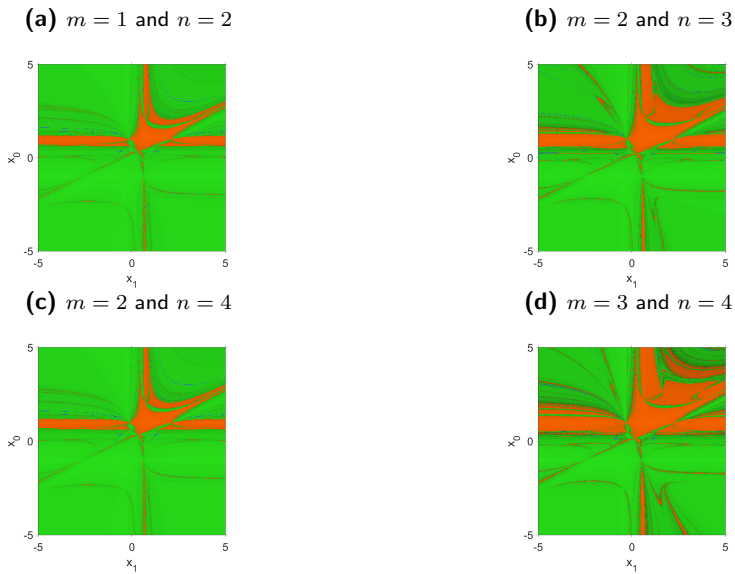 (a) m = 1 and n = 2
(b) m = 2 and n = 3
5
0
-5
x₀
-5 0 5
x₁
5
0
-5
x₀
-5 0 5
x₁
(c) m = 2 and n = 4
(d) m = 3 and n = 4
5
0
-5
x₀
-5 0 5
x₁
5
0
-5
x₀
-5 0 5
x₁